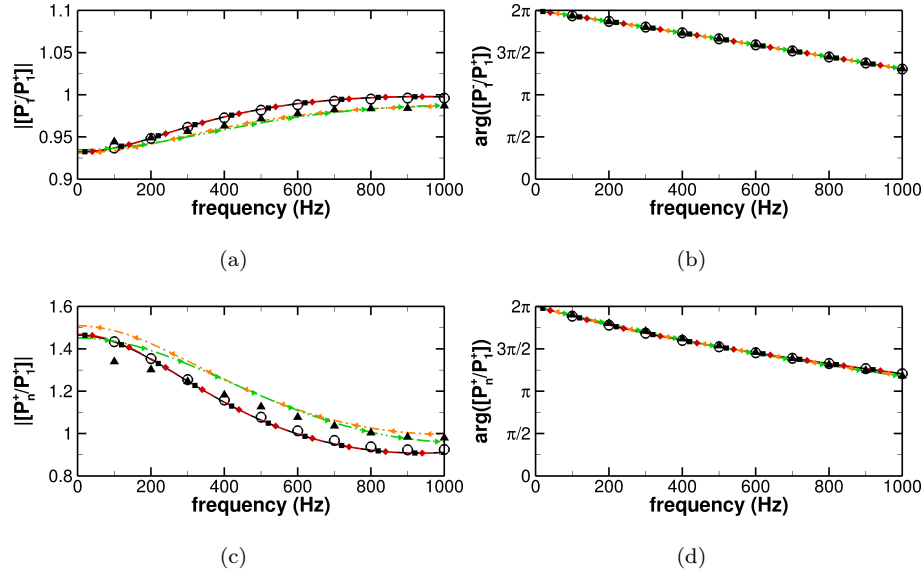 |[P₁⁻/P₁⁺]|
1.1
1.05
1
0.95
0.9
0 200 400 600 800 1000
frequency (Hz)
(a)
arg([P₁⁻/P₁⁺])
2π
3π/2
π
π/2
0
0 200 400 600 800 1000
frequency (Hz)
(b)
|[Pₙ⁺/P₁⁺]|
1.6
1.4
1.2
1
0.8
0 200 400 600 800 1000
frequency (Hz)
(c)
arg([Pₙ⁺/P₁⁺])
2π
3π/2
π
π/2
0
0 200 400 600 800 1000
frequency (Hz)
(d)